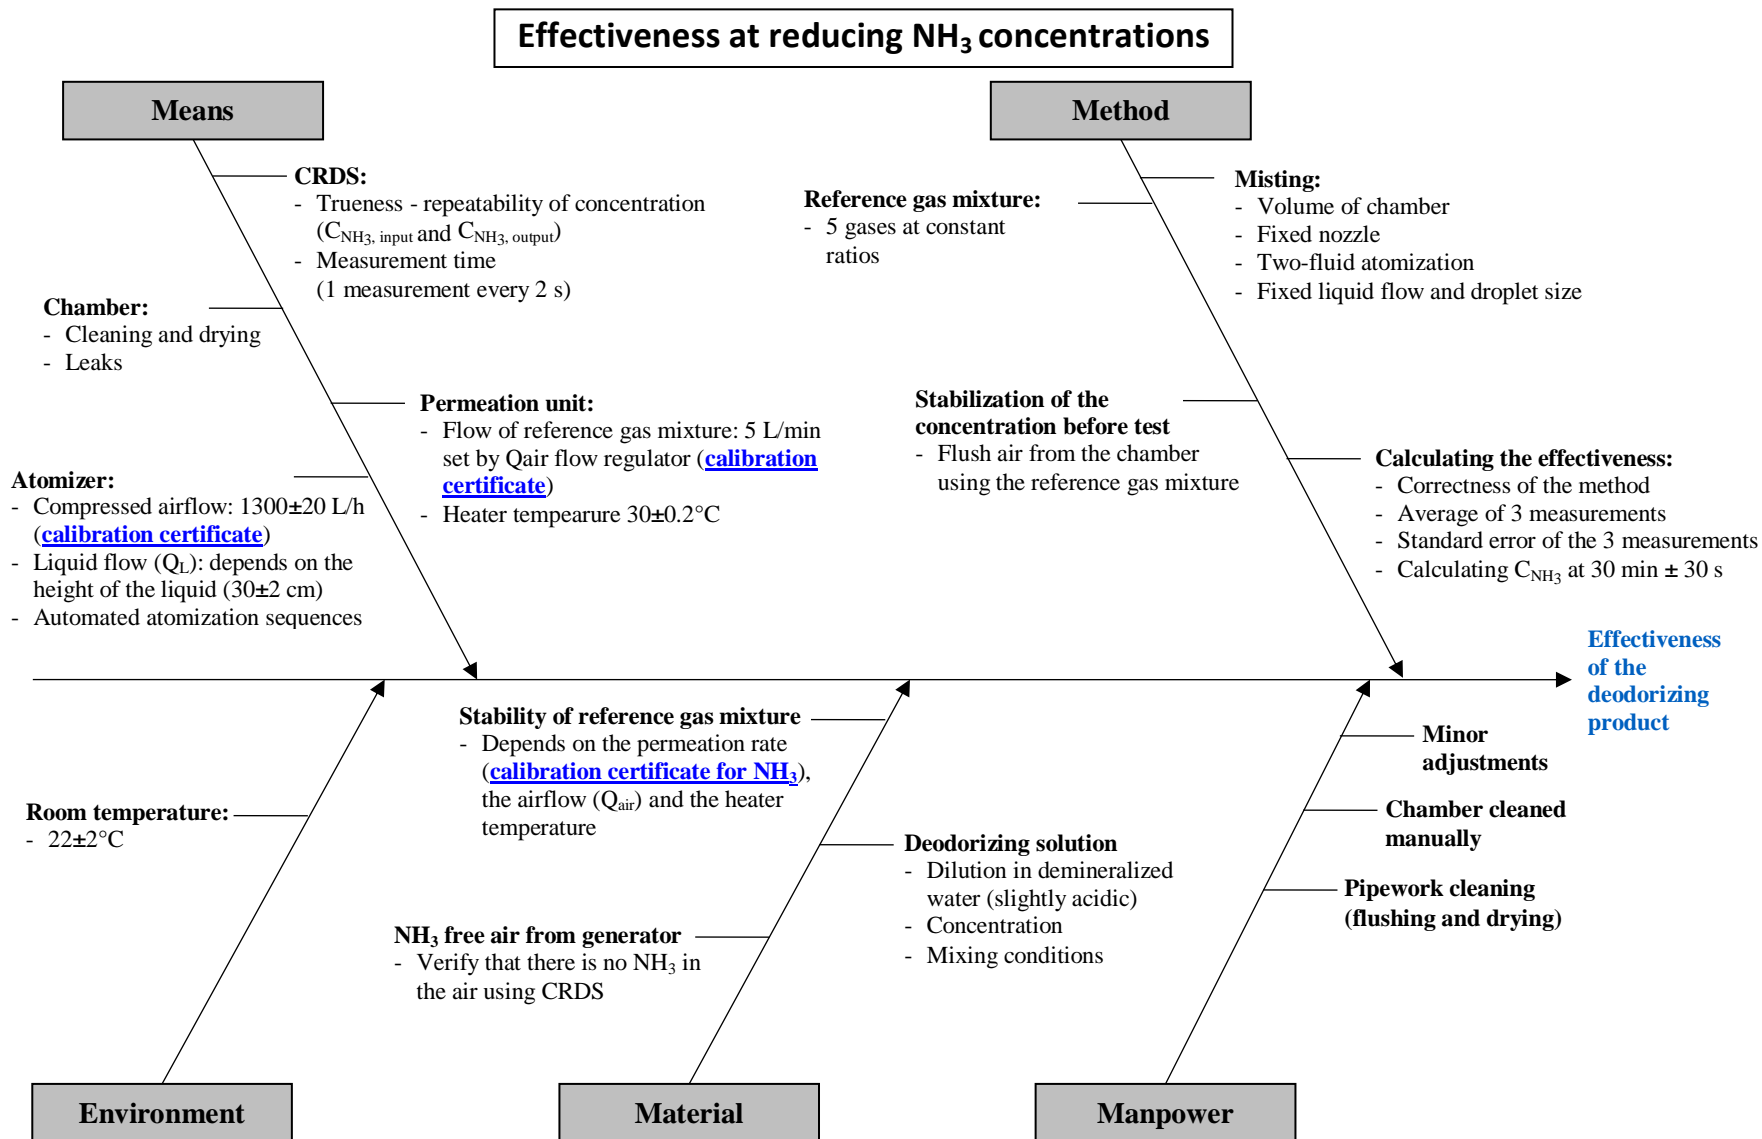 Effectiveness at reducing NH3 concentrations
Means
Method
CRDS:
- Trueness - repeatability of concentration
(CNH3, input and CNH3, output)
- Measurement time
(1 measurement every 2 s)
Chamber:
- Cleaning and drying
- Leaks
Permeation unit:
- Flow of reference gas mixture: 5 L/min
set by Qair flow regulator (calibration
certificate)
- Heater tempearure 30±0.2°C
Atomizer:
- Compressed airflow: 1300±20 L/h
(calibration certificate)
- Liquid flow (QL): depends on the
height of the liquid (30±2 cm)
- Automated atomization sequences
Reference gas mixture:
- 5 gases at constant
ratios
Misting:
- Volume of chamber
- Fixed nozzle
- Two-fluid atomization
- Fixed liquid flow and droplet size
Stabilization of the
concentration before test
- Flush air from the chamber
using the reference gas mixture
Calculating the effectiveness:
- Correctness of the method
- Average of 3 measurements
- Standard error of the 3 measurements
- Calculating CNH3 at 30 min ± 30 s
Effectiveness
of the
deodorizing
product
Room temperature:
- 22±2°C
Stability of reference gas mixture
- Depends on the permeation rate
(calibration certificate for NH3),
the airflow (Qair) and the heater
temperature
NH3 free air from generator
- Verify that there is no NH3 in
the air using CRDS
Deodorizing solution
- Dilution in demineralized
water (slightly acidic)
- Concentration
- Mixing conditions
Minor
adjustments
Chamber cleaned
manually
Pipework cleaning
(flushing and drying)
Environment
Material
Manpower